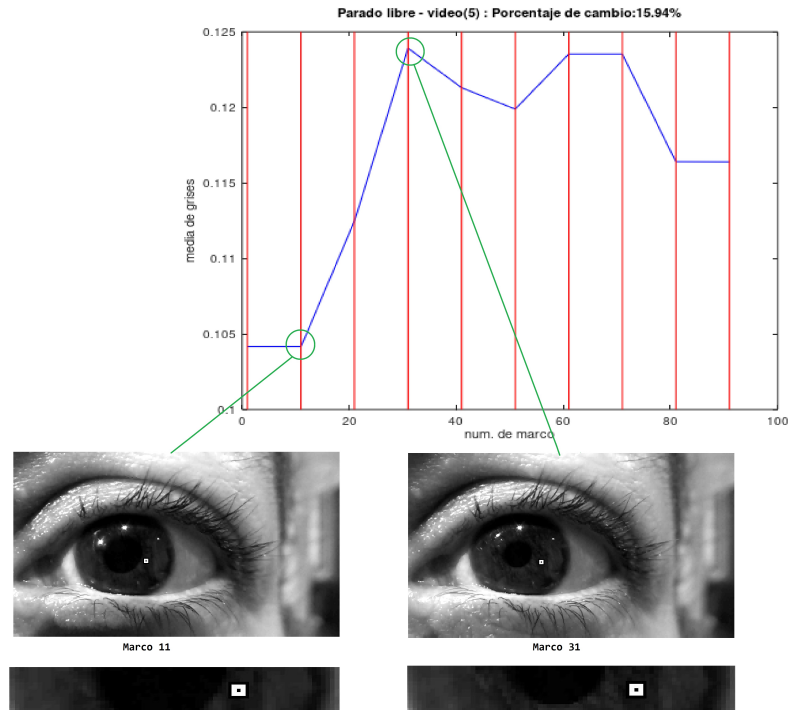 Parado libre - video(5) : Porcentaje de cambio:15.94%
0.125
0.12
0.115
0.11
0.105
0.1
media de grises
0 20 40 60 80 100
num. de marco
Marco 11 Marco 31